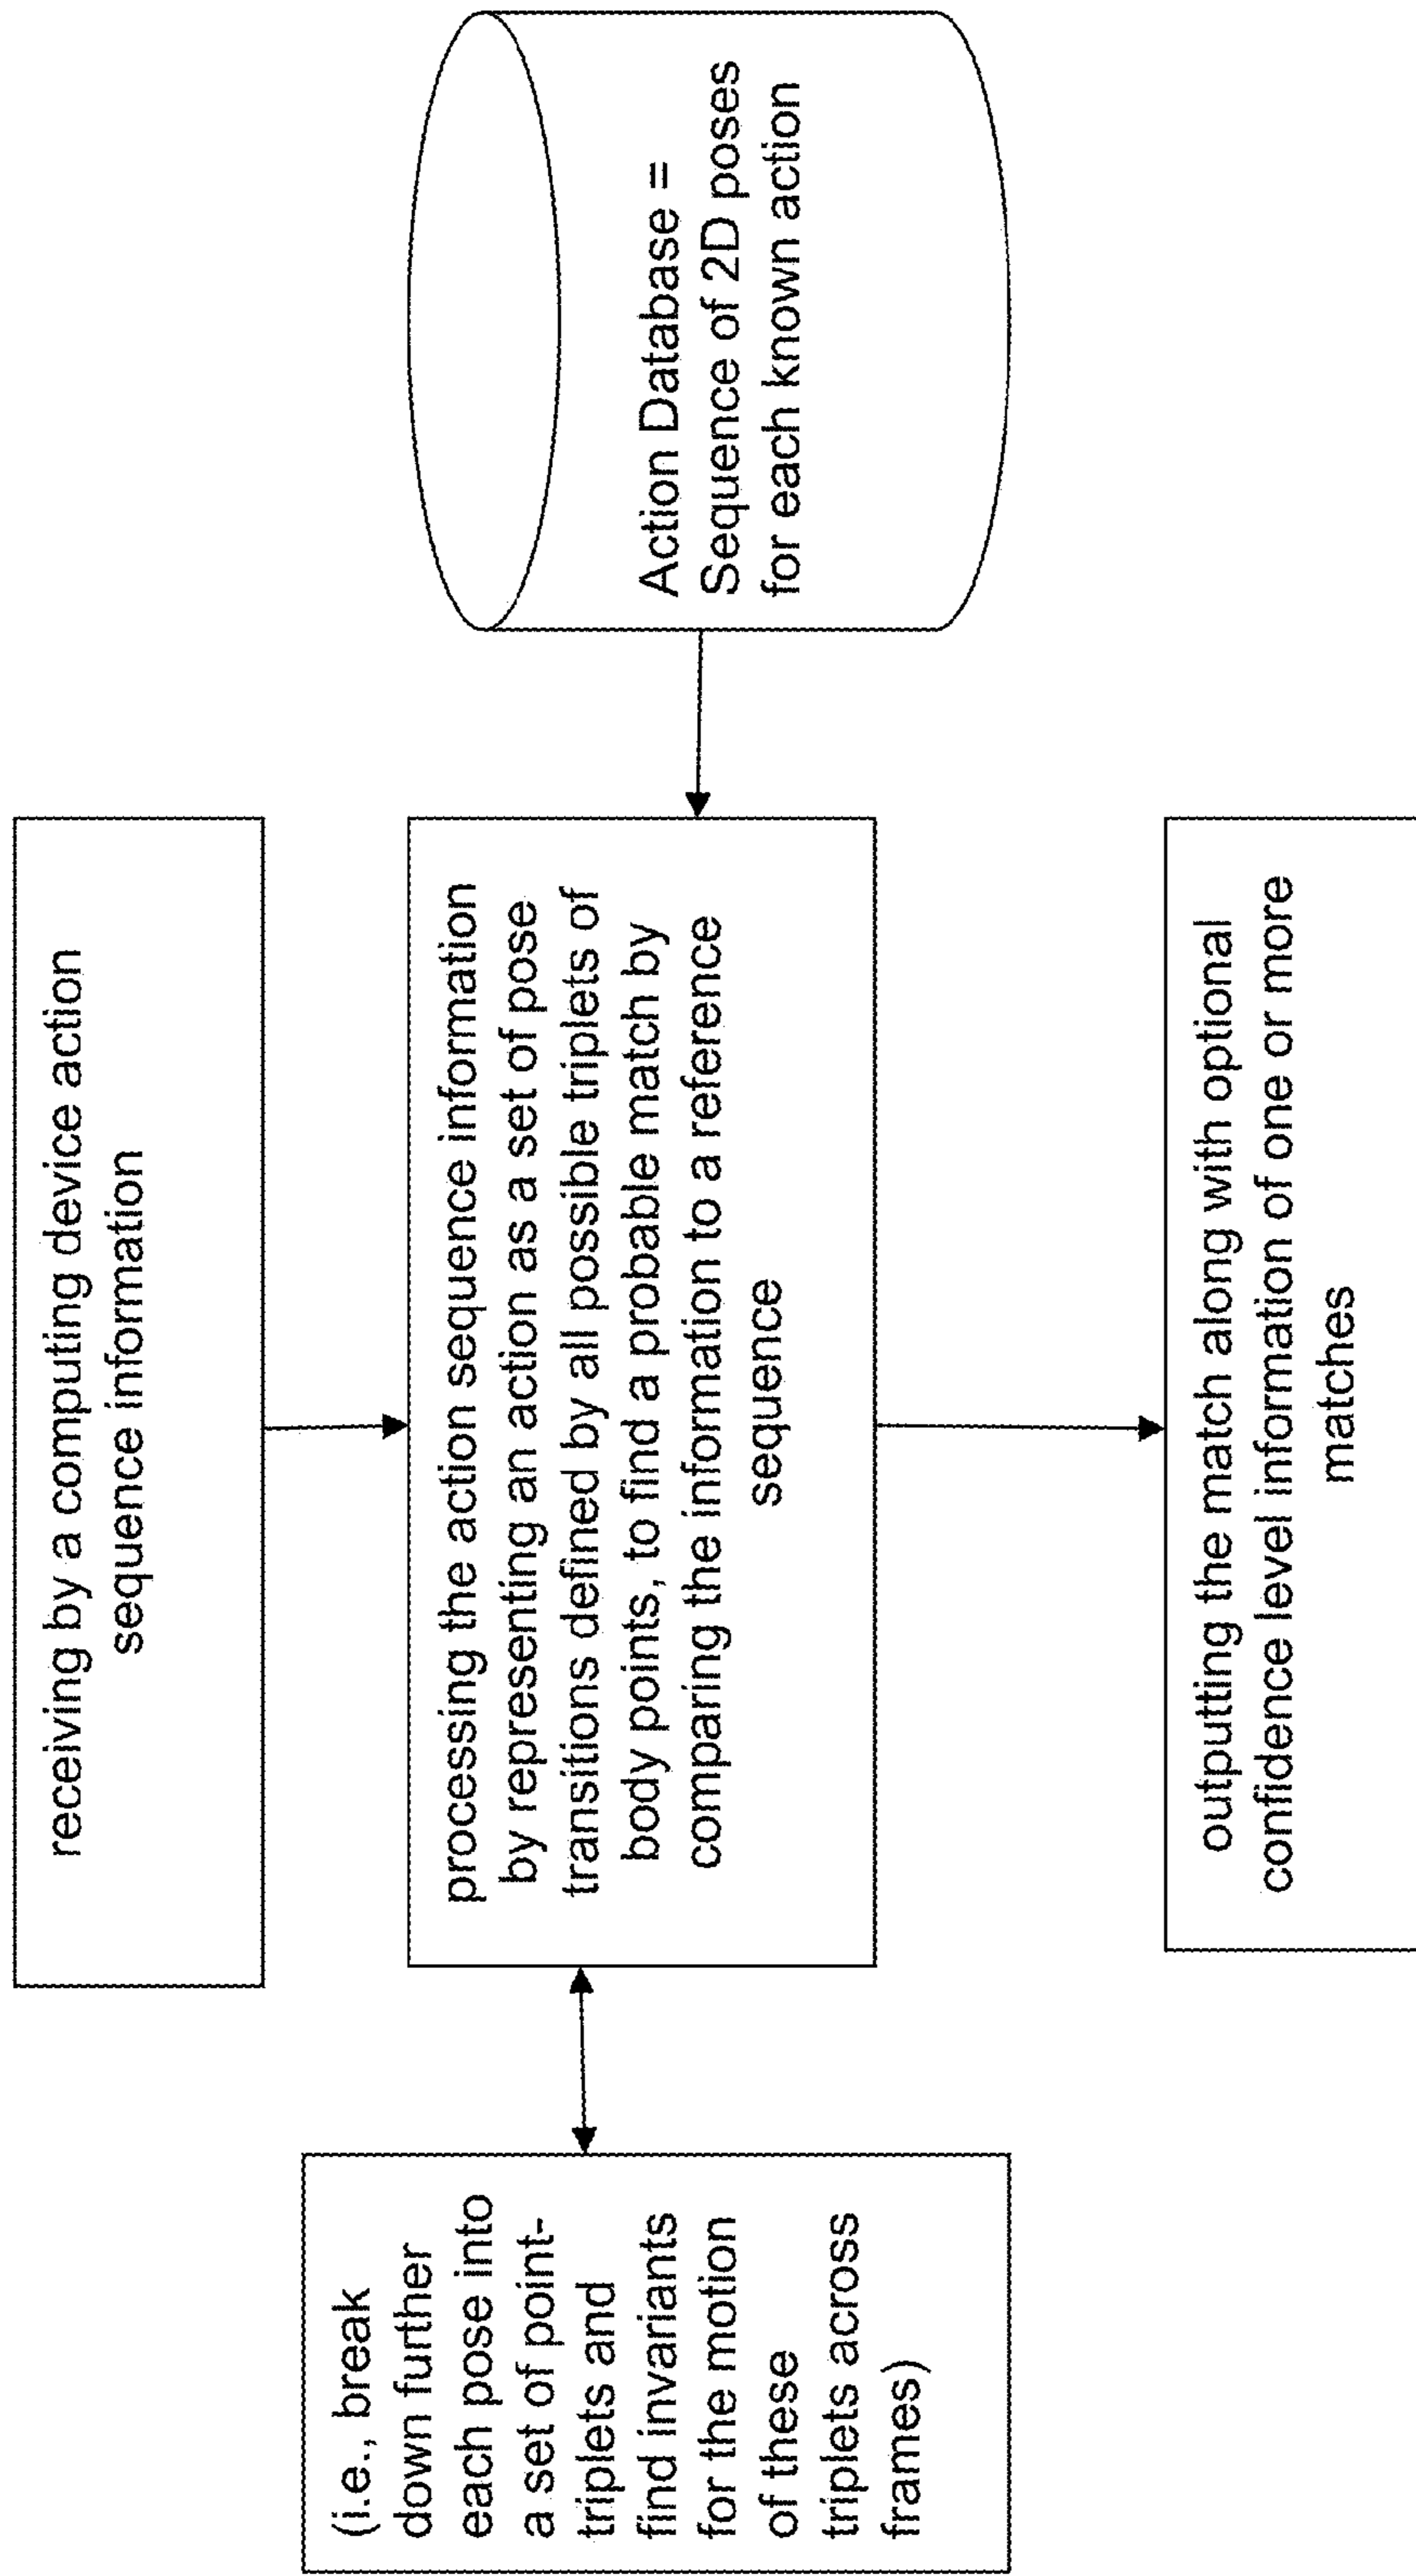 receiving by a computing device action
sequence information
(i.e., break
down further
each pose into
a set of point-
triplets and
find invariants
for the motion
of these
triplets across
frames)
processing the action sequence information
by representing an action as a set of pose
transitions defined by all possible triplets of
body points, to find a probable match by
comparing the information to a reference
sequence
Action Database =
Sequence of 2D poses
for each known action
outputting the match along with optional
confidence level information of one or more
matches